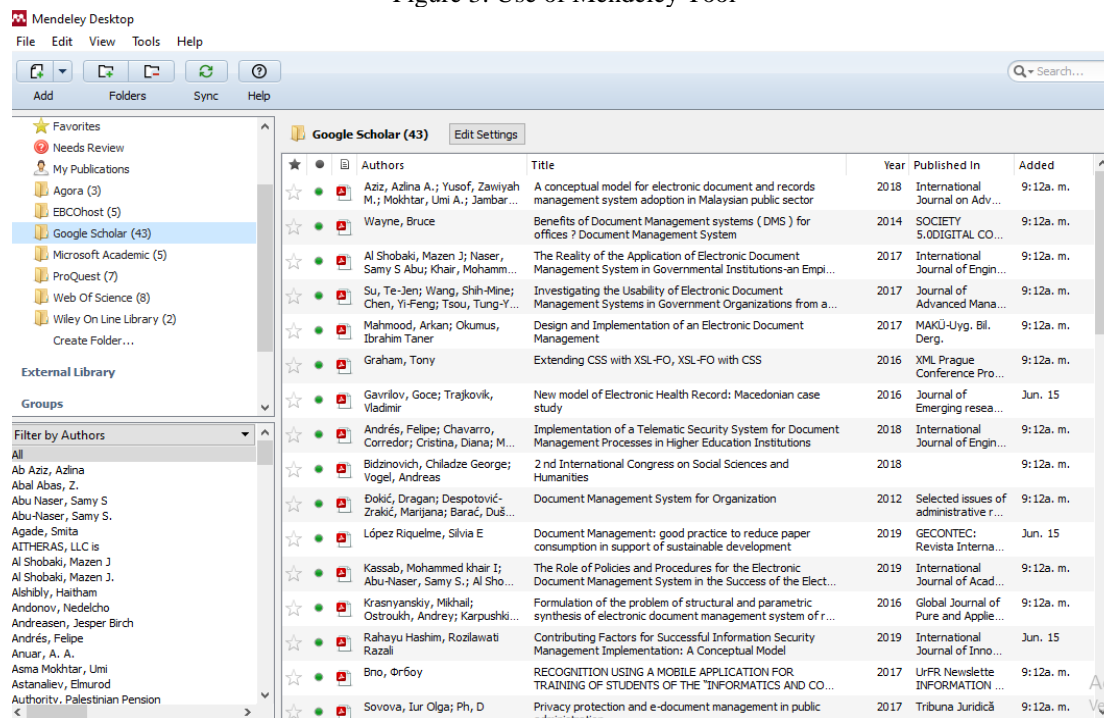 Figure 3. Use of Mendeley Tool
Mendeley Desktop
File Edit View Tools Help
Search...
Add Folders Sync Help
Favorites
Needs Review
My Publications
Agora (3)
EBCOhost (5)
Google Scholar (43)
Microsoft Academic (5)
ProQuest (7)
Web Of Science (8)
Wiley On Line Library (2)
Create Folder...
External Library
Groups
Filter by Authors
All
Ab Aziz, Azlina
Abal Abas, Z.
Abu Naser, Samy S
Abu-Naser, Samy S.
Agade, Smita
AITHERAS, LLC is
Al Shobaki, Mazen J
Al Shobaki, Mazen J.
Alshibly, Haitham
Andonov, Nedelcho
Andreasen, Jesper Birch
Andrés, Felipe
Anuar, A. A.
Asma Mokhtar, Umi
Astanaliev, Elmurod
Authority, Palestinian Pension
Google Scholar (43) Edit Settings
Authors Title Year Published In Added
Aziz, Azlina A.; Yusof, Zawiyah A conceptual model for electronic document and records 2018 International 9:12a. m.
M.; Mokhtar, Umi A.; Jambar... management system adoption in Malaysian public sector Journal on Adv...
Wayne, Bruce Benefits of Document Management systems ( DMS ) for 2014 SOCIETY 9:12a. m.
offices ? Document Management System 5.0DIGITAL CO...
Al Shobaki, Mazen J; Naser, The Reality of the Application of Electronic Document 2017 International 9:12a. m.
Samy S Abu; Khair, Mohamm... Management System in Governmental Institutions-an Empi... Journal of Engin...
Su, Te-Jen; Wang, Shih-Mine; Investigating the Usability of Electronic Document 2017 Journal of 9:12a. m.
Chen, Yi-Feng; Tsou, Tung-Y... Management Systems in Government Organizations from a... Advanced Mana...
Mahmood, Arkan; Okumus, Design and Implementation of an Electronic Document 2017 MAKÜ-Uyg. Bil. 9:12a. m.
Ibrahim Taner Management Derg.
Graham, Tony Extending CSS with XSL-FO, XSL-FO with CSS 2016 XML Prague 9:12a. m.
Conference Pro...
Gavrilov, Goce; Trajkovik, New model of Electronic Health Record: Macedonian case 2016 Journal of Jun. 15
Vladimir study Emerging resea...
Andrés, Felipe; Chavarro, Implementation of a Telematic Security System for Document 2018 International 9:12a. m.
Corredor; Cristina, Diana; M... Management Processes in Higher Education Institutions Journal of Engin...
Bidzinovich, Chiladze George; 2 nd International Congress on Social Sciences and 2018 9:12a. m.
Vogel, Andreas Humanities
Đokić, Dragan; Despotović- Document Management System for Organization 2012 Selected issues of 9:12a. m.
Zrakić, Marijana; Barać, Duš... administrative r...
López Riquelme, Silvia E Document Management: good practice to reduce paper 2019 GECONTEC: Jun. 15
consumption in support of sustainable development Revista Interna...
Kassab, Mohammed khair I; The Role of Policies and Procedures for the Electronic 2019 International 9:12a. m.
Abu-Naser, Samy S.; Al Sho... Document Management System in the Success of the Elect... Journal of Acad...
Krasnyanskiy, Mikhail; Formulation of the problem of structural and parametric 2016 Global Journal of 9:12a. m.
Ostroukh, Andrey; Karpushki... synthesis of electronic document management system of r... Pure and Applie...
Rahayu Hashim, Rozilawati Contributing Factors for Successful Information Security 2019 International Jun. 15
Razali Management Implementation: A Conceptual Model Journal of Inno...
Впо, Фгбоу RECOGNITION USING A MOBILE APPLICATION FOR 2017 UrFR Newslette 9:12a. m.
TRAINING OF STUDENTS OF THE "INFORMATICS AND CO... INFORMATION ...
Sovova, Iur Olga; Ph, D Privacy protection and e-document management in public 2017 Tribuna Juridică 9:12a. m.